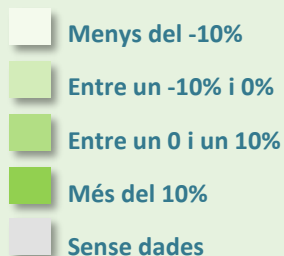 Menys del -10%
Entre un -10% i 0%
Entre un 0 i un 10%
Més del 10%
Sense dades